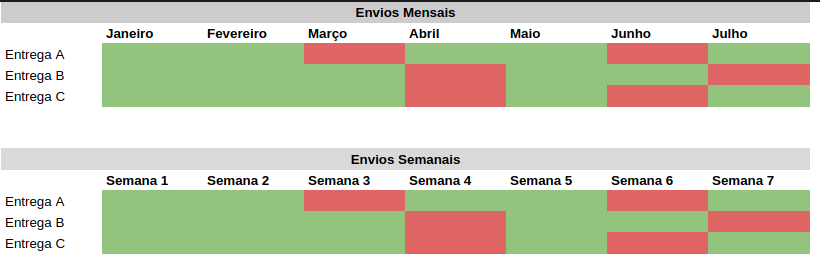 Envios Mensais
Janeiro Fevereiro Março Abril Maio Junho Julho
Entrega A
Entrega B
Entrega C
Envios Semanais
Semana 1 Semana 2 Semana 3 Semana 4 Semana 5 Semana 6 Semana 7
Entrega A
Entrega B
Entrega C